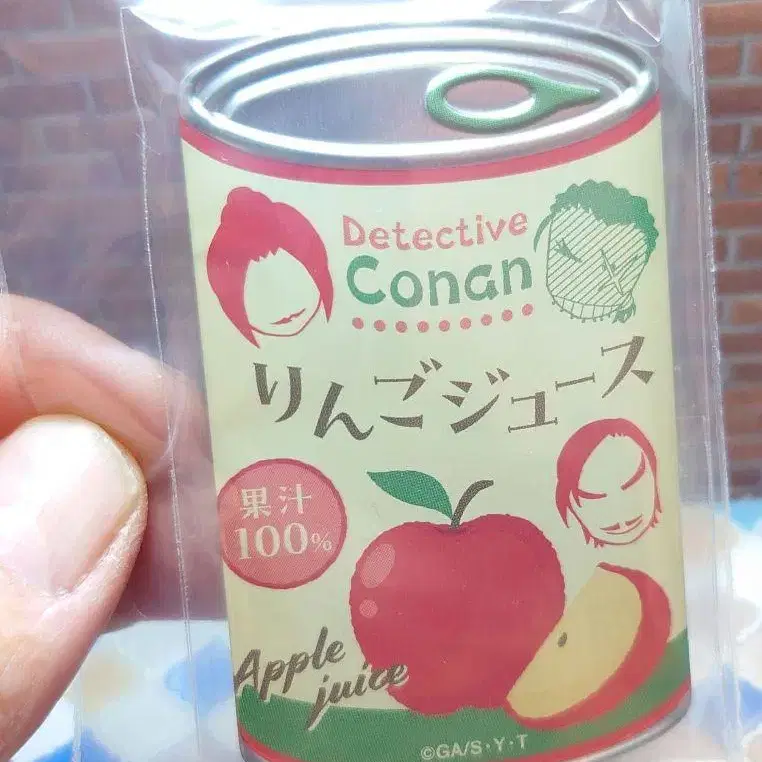 Detective
Conan
りんごジュース
果汁
100%
Apple
juice
©GA/S・Y・T